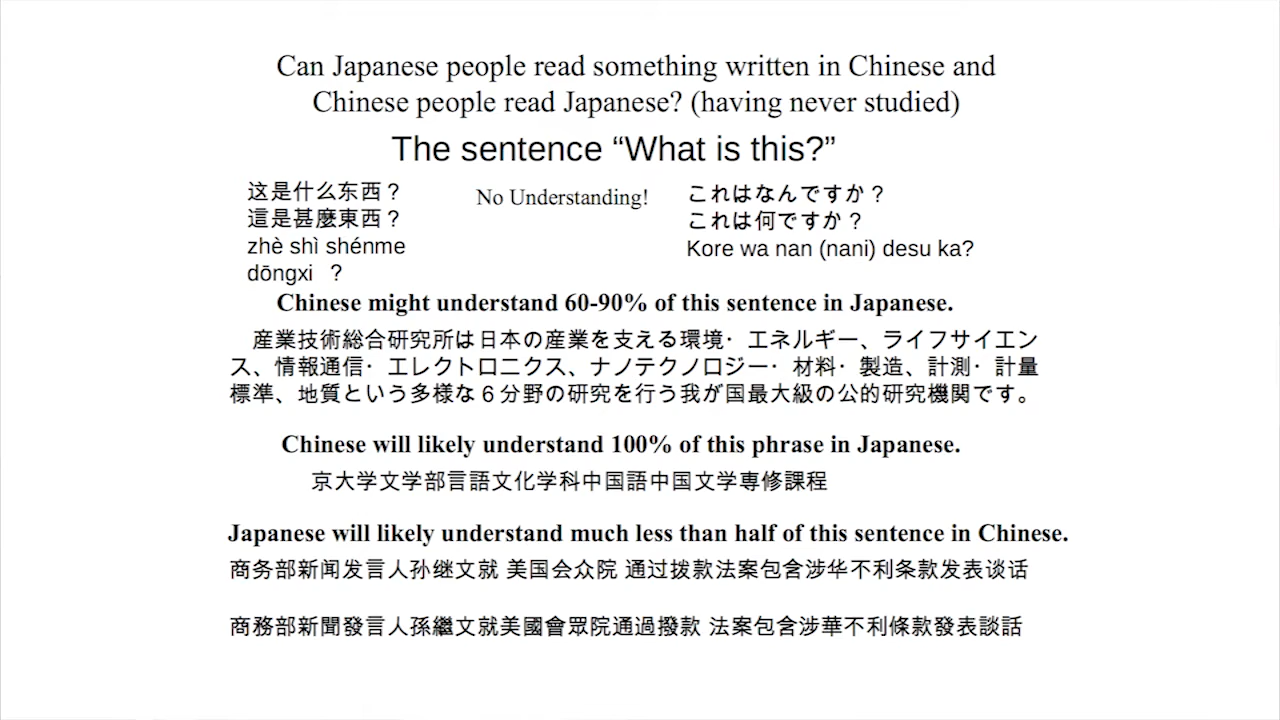 Can Japanese people read something written in Chinese and
Chinese people read Japanese? (having never studied)
The sentence “What is this?”
这是什么东西？
這是甚麼東西？
zhè shì shénme
dōngxi ？
No Understanding!
これはなんですか？
これは何ですか？
Kore wa nan (nani) desu ka?
Chinese might understand 60-90% of this sentence in Japanese.
産業技術総合研究所は日本の産業を支える環境･ エネルギー、ライフサイエン
ス、情報通信･ エレクトロニクス、ナノテクノロジー･ 材料･ 製造、計測･ 計量
標準、地質という多様な６分野の研究を行う我が国最大級の公的研究機関です。
Chinese will likely understand 100% of this phrase in Japanese.
京大学文学部言語文化学科中国語中国文学専修課程
Japanese will likely understand much less than half of this sentence in Chinese.
商务部新闻发言人孙继文就 美国会众院 通过拨款法案包含涉华不利条款发表谈话
商務部新聞發言人孫繼文就美國會眾院通過撥款 法案包含涉華不利條款發表談話